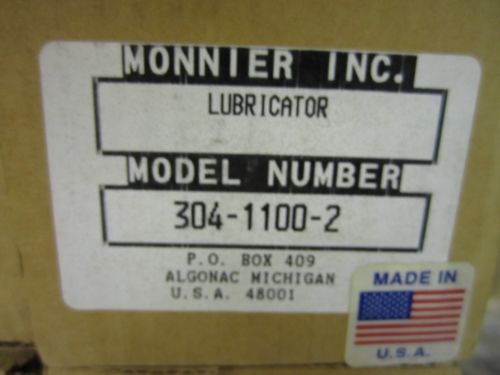 MONNIER INC.
LUBRICATOR
MODEL NUMBER
304-1100-2
P.O. BOX 409
ALGONAC MICHIGAN
U.S.A. 48001
MADE IN
U.S.A.